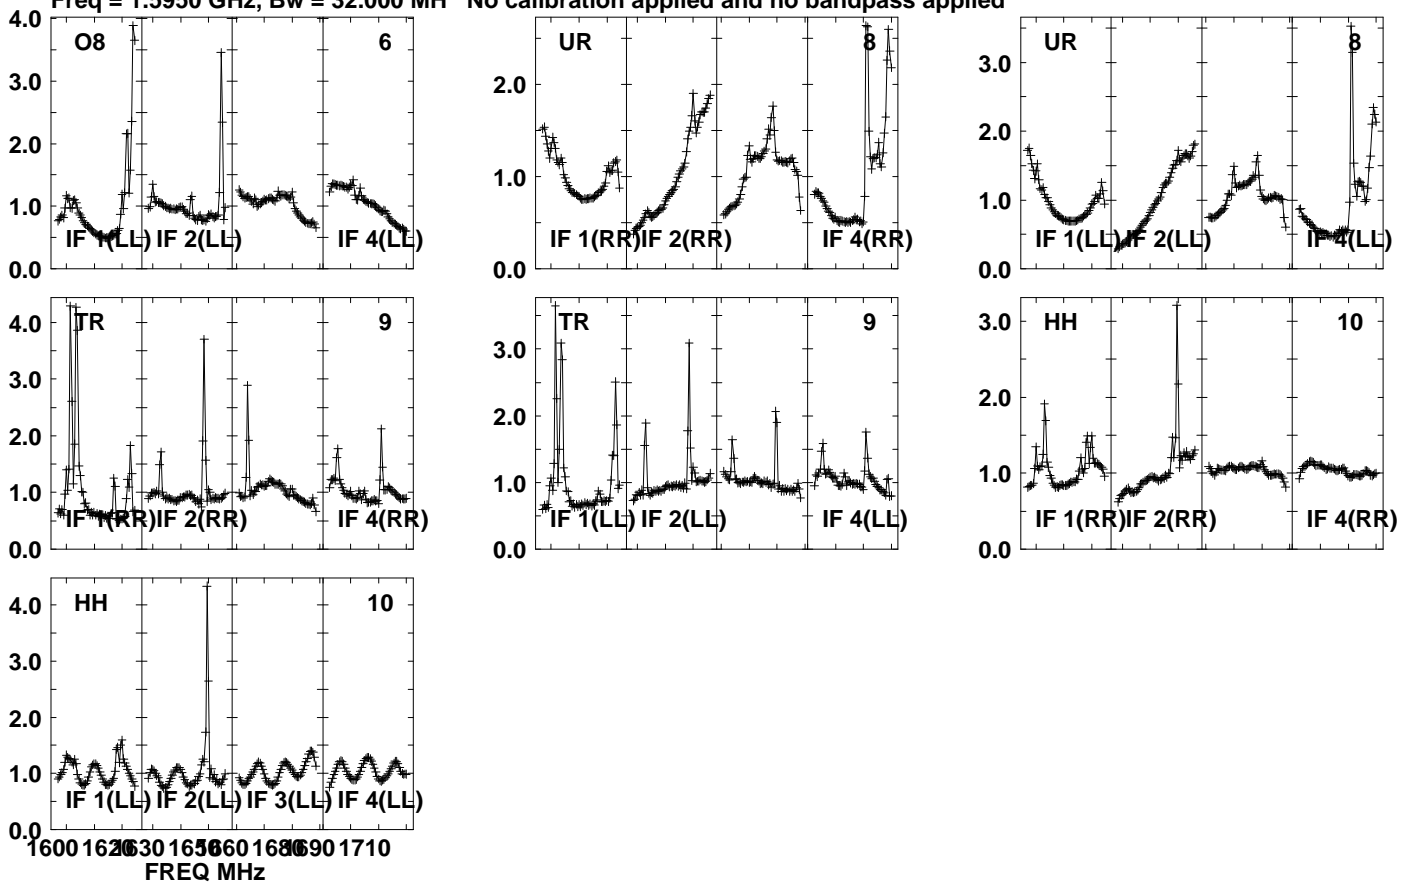 Freq = 1.5950 GHz, Bw = 32.000 MH No calibration applied and no bandpass applied
4.0 3.0 2.0 1.0 0.0
O8 6
IF 1(LL) IF 2(LL) IF 4(LL)
2.0 1.0 0.0
UR 8
IF 1(RR) IF 2(RR) IF 4(RR)
3.0 2.0 1.0 0.0
UR 8
IF 1(LL) IF 2(LL) IF 4(LL)
4.0 3.0 2.0 1.0 0.0
TR 9
IF 1(RR) IF 2(RR) IF 4(RR)
3.0 2.0 1.0 0.0
TR 9
IF 1(LL) IF 2(LL) IF 4(LL)
3.0 2.0 1.0 0.0
HH 10
IF 1(RR) IF 2(RR) IF 4(RR)
4.0 3.0 2.0 1.0 0.0
HH 10
IF 1(LL) IF 2(LL) IF 3(LL) IF 4(LL)
1600 1620 1630 1650 1660 1680 1690 1710
FREQ MHz